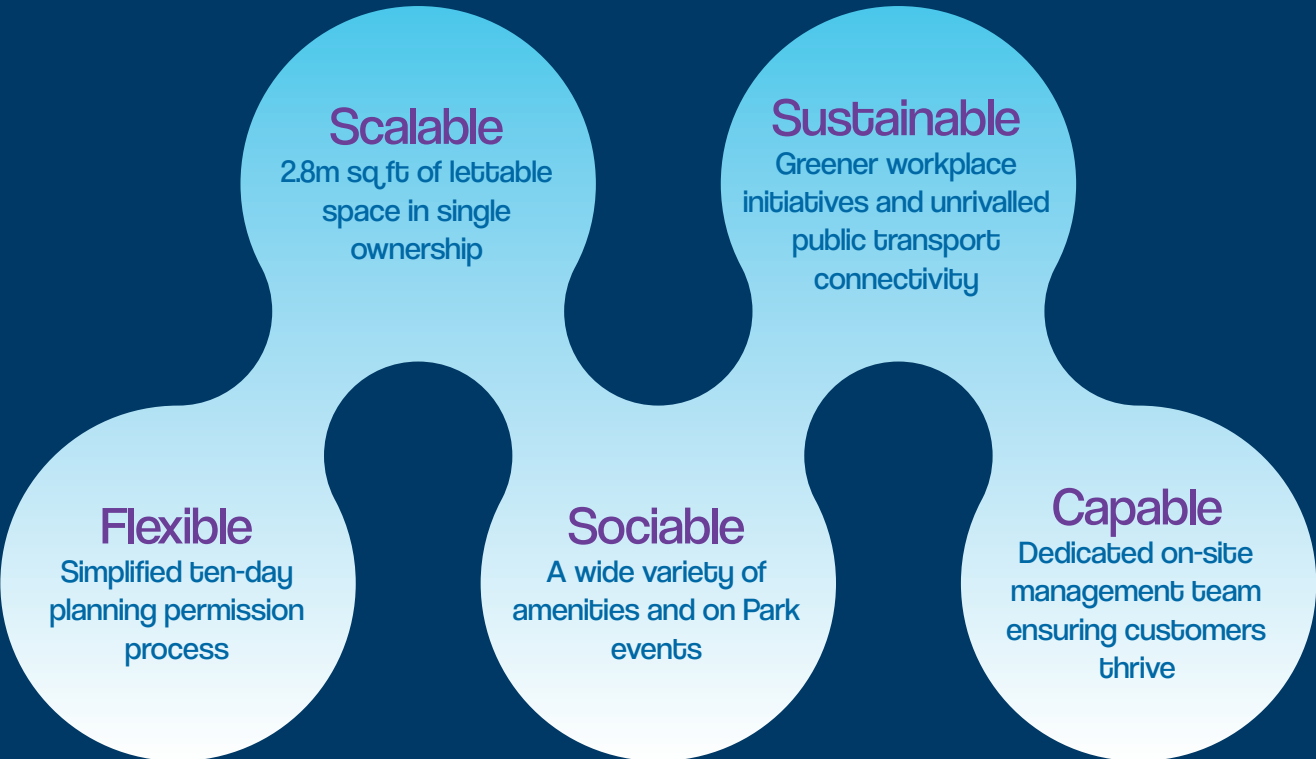 Scalable
2.8m sq ft of lettable
space in single
ownership
Sustainable
Greener workplace
initiatives and unrivalled
public transport
connectivity
Flexible
Simplified ten-day
planning permission
process
Sociable
A wide variety of
amenities and on Park
events
Capable
Dedicated on-site
management team
ensuring customers
thrive